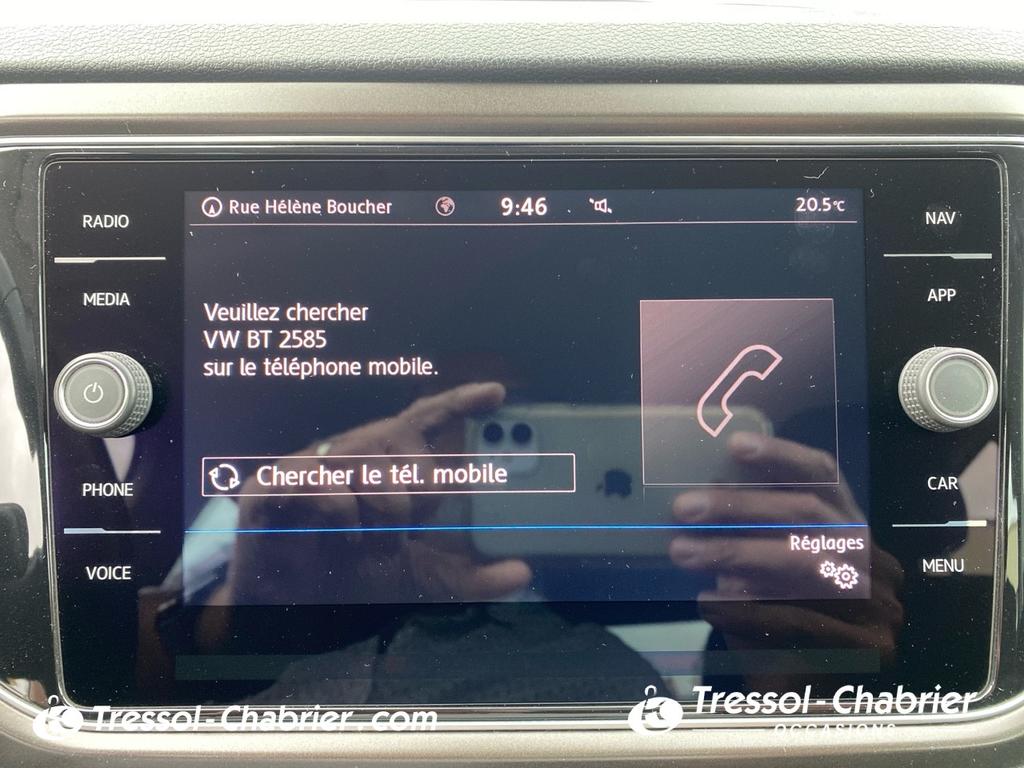 Rue Hélène Boucher 9:46 20.5°C
RADIO
MEDIA
PHONE
VOICE
Veuillez chercher
VW BT 2585
sur le téléphone mobile.
Chercher le tél. mobile
Réglages
NAV
APP
CAR
MENU
Tressol-Chabrier.com
Tressol-Chabrier
OCCASIONS